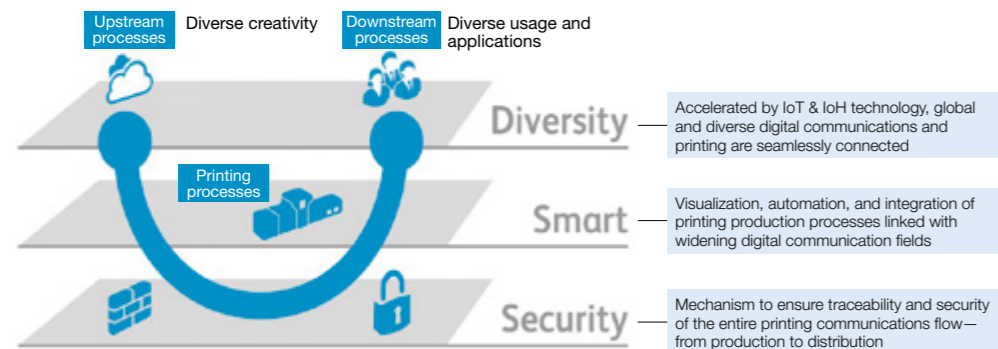 Upstream
processes
Diverse creativity
Downstream
processes
Diverse usage and
applications
Diversity
Accelerated by IoT & IoH technology, global
and diverse digital communications and
printing are seamlessly connected
Printing
processes
Smart
Visualization, automation, and integration of
printing production processes linked with
widening digital communication fields
Security
Mechanism to ensure traceability and security
of the entire printing communications flow—
from production to distribution